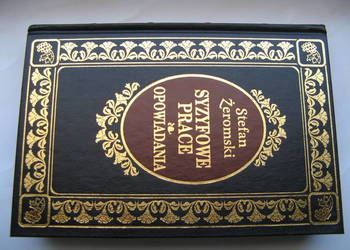 Stefan
Żeromski
SYZYFOWE
PRACE
OPOWIADANIA